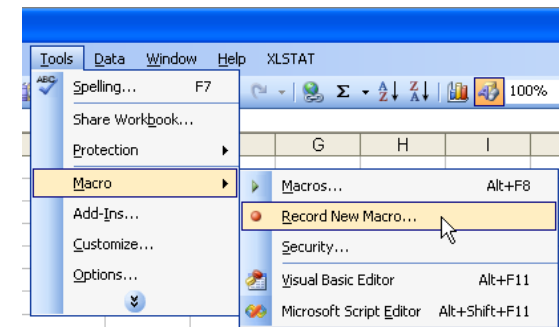 Tools Data Window Help XLSTAT
ABC
Spelling... F7
Σ A Z Z A 100%
Share Workbook...
Protection
G H I
Macro
Macros... Alt+F8
Add-Ins...
Record New Macro...
Customize...
Security...
Options...
Visual Basic Editor Alt+F11
Microsoft Script Editor Alt+Shift+F11